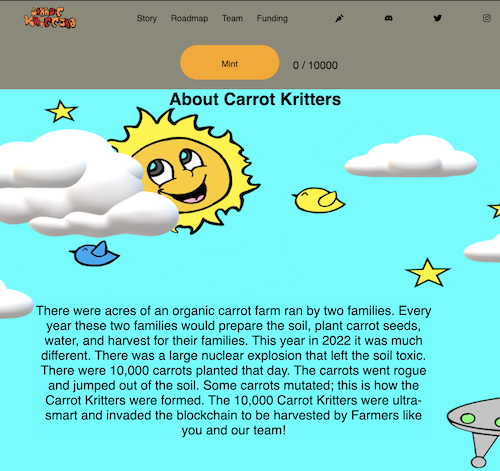 Carrot
Kritters
Story Roadmap Team Funding
Mint 0 / 10000
About Carrot Kritters
There were acres of an organic carrot farm ran by two families. Every
year these two families would prepare the soil, plant carrot seeds,
water, and harvest for their families. This year in 2022 it was much
different. There was a large nuclear explosion that left the soil toxic.
There were 10,000 carrots planted that day. The carrots went rogue
and jumped out of the soil. Some carrots mutated; this is how the
Carrot Kritters were formed. The 10,000 Carrot Kritters were ultra-
smart and invaded the blockchain to be harvested by Farmers like
you and our team!